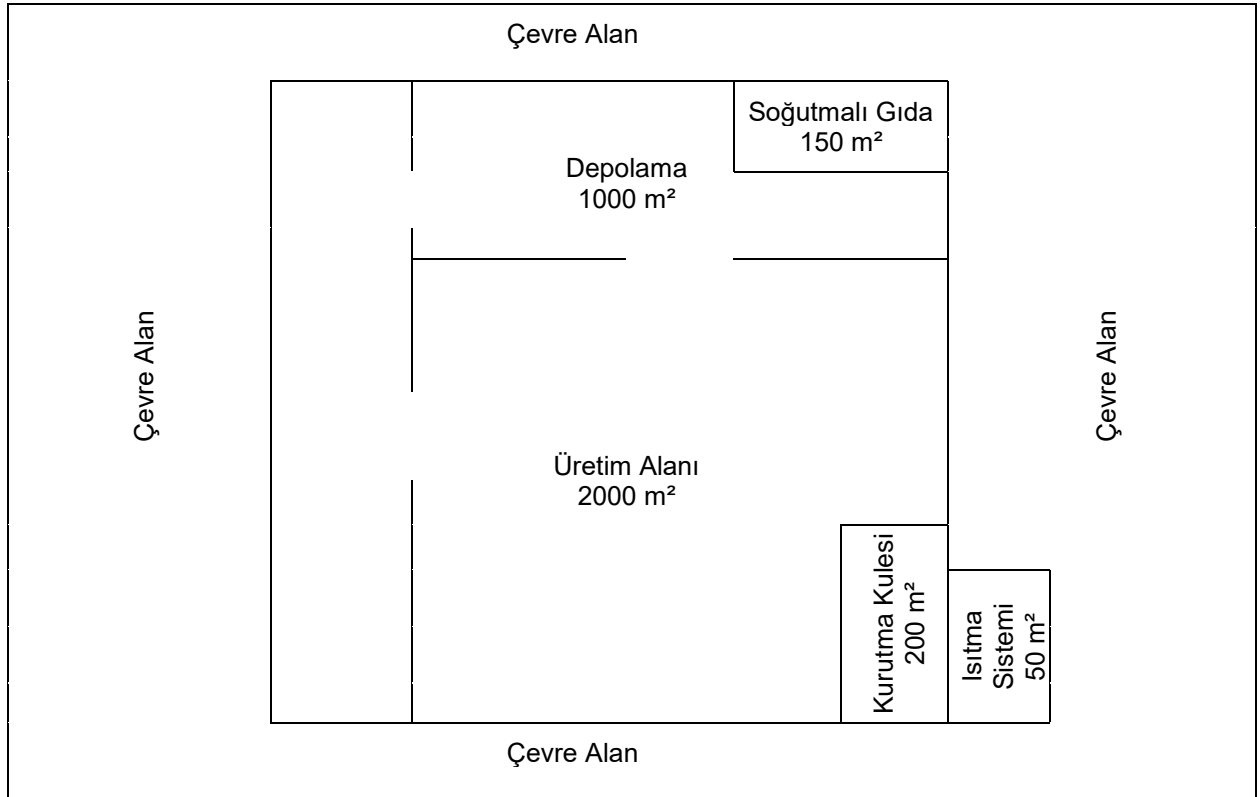 Çevre Alan
Soğutmalı Gıda
150 m²
Depolama
1000 m²
Çevre Alan
Çevre Alan
Üretim Alanı
2000 m²
Kurutma Kulesi
200 m²
Isıtma
Sistemi
50 m²
Çevre Alan